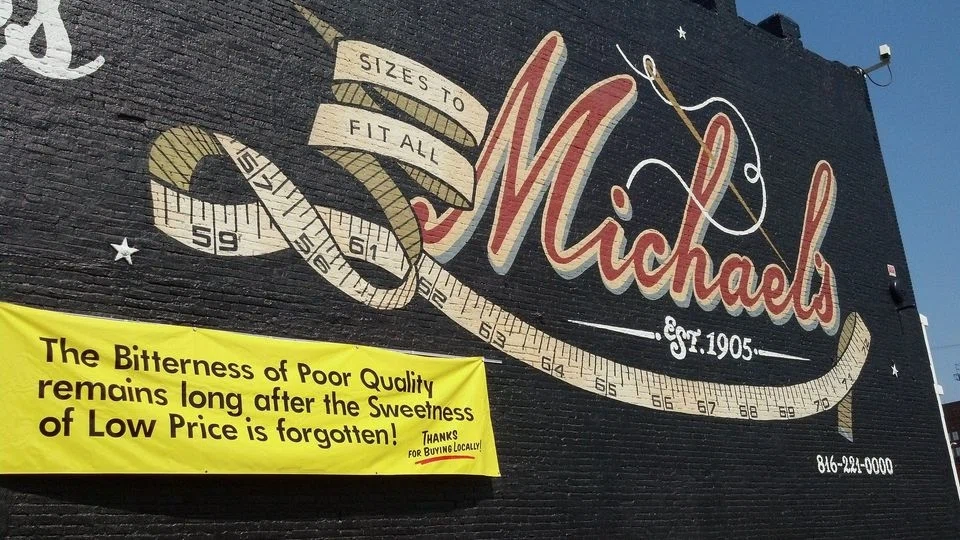 s
SIZES TO
FIT ALL
Michael's
EST. 1905
57
59
56
61
62
63
64
65
66
67
68
69
70
71
816-221-0000
The Bitterness of Poor Quality
remains long after the Sweetness
of Low Price is forgotten!
THANKS
FOR BUYING LOCALLY!